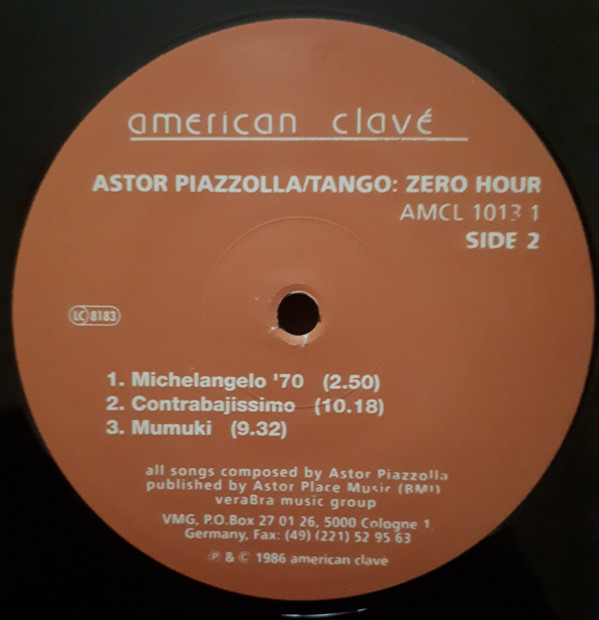 american clavé
ASTOR PIAZZOLLA/TANGO: ZERO HOUR
AMCL 1013 1
SIDE 2
LC 8183
1. Michelangelo '70 (2.50)
2. Contrabajissimo (10.18)
3. Mumuki (9.32)
all songs composed by Astor Piazzolla
published by Astor Place Music (BMI)
veraBra music group
VMG, P.O.Box 27 01 26, 5000 Cologne 1,
Germany, Fax: (49) (221) 52 95 63
℗ & © 1986 american clavé